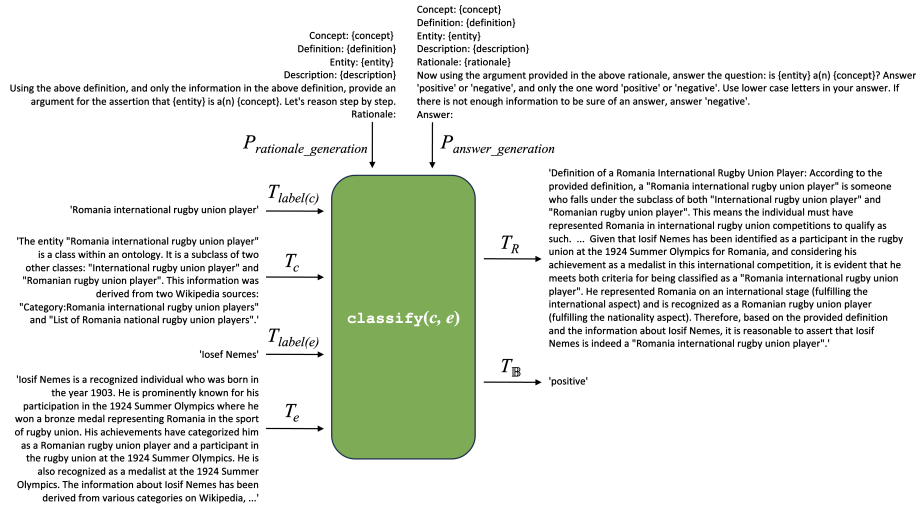 Concept: {concept}
Definition: {definition}
Entity: {entity}
Description: {description}
Using the above definition, and only the information in the above definition, provide an
argument for the assertion that {entity} is a(n) {concept}. Let's reason step by step.
Rationale:
Concept: {concept}
Definition: {definition}
Entity: {entity}
Description: {description}
Rationale: {rationale}
Now using the argument provided in the above rationale, answer the question: is {entity} a(n) {concept}? Answer
'positive' or 'negative', and only the one word 'positive' or 'negative'. Use lower case letters in your answer. If
there is not enough information to be sure of an answer, answer 'negative'.
Answer:
P rationale_generation
P answer_generation
T label(c)
'Romania international rugby union player'
'The entity "Romania international rugby union player"
is a class within an ontology. It is a subclass of two
other classes: "International rugby union player" and
"Romanian rugby union player". This information was
derived from two Wikipedia sources:
"Category:Romania international rugby union players"
and "List of Romania national rugby union players".'
T c
T label(e)
'Iosef Nemes'
'Iosif Nemes is a recognized individual who was born in
the year 1903. He is prominently known for his
participation in the 1924 Summer Olympics where he
won a bronze medal representing Romania in the sport
of rugby union. His achievements have categorized him
as a Romanian rugby union player and a participant in
the rugby union at the 1924 Summer Olympics. He is
also recognized as a medalist at the 1924 Summer
Olympics. The information about Iosif Nemes has been
derived from various categories on Wikipedia, ...'
T e
classify(c, e)
T R
'Definition of a Romania International Rugby Union Player: According to the
provided definition, a "Romania international rugby union player" is someone
who falls under the subclass of both "International rugby union player" and
"Romanian rugby union player". This means the individual must have
represented Romania in international rugby union competitions to qualify as
such. ... Given that Iosif Nemes has been identified as a participant in the rugby
union at the 1924 Summer Olympics for Romania, and considering his
achievement as a medalist in this international competition, it is evident that he
meets both criteria for being classified as a "Romania international rugby union
player". He represented Romania on an international stage (fulfilling the
international aspect) and is recognized as a Romanian rugby union player
(fulfilling the nationality aspect). Therefore, based on the provided definition
and the information about Iosif Nemes, it is reasonable to assert that Iosif
Nemes is indeed a "Romania international rugby union player".'
T 𝔹
'positive'